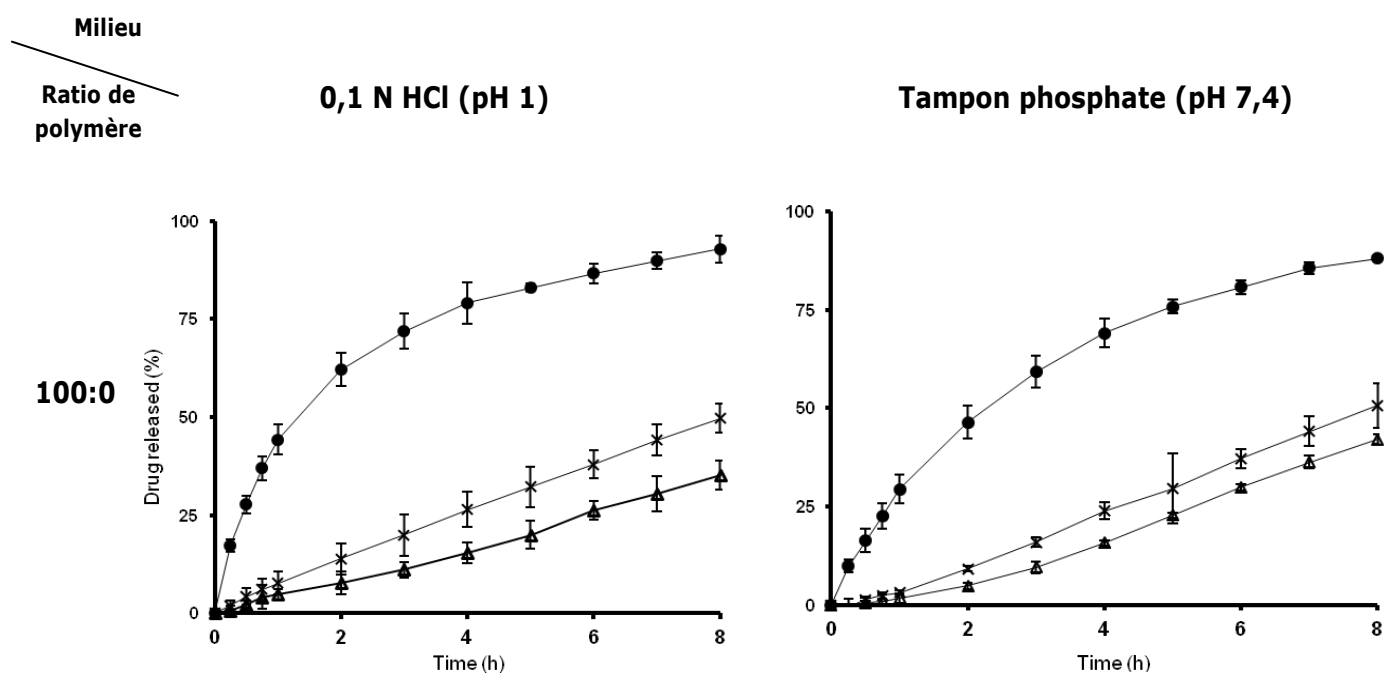 Milieu
Ratio de
polymère
0,1 N HCl (pH 1)
Tampon phosphate (pH 7,4)
100:0
Drug released (%)
100
75
50
25
0
0 2 4 6 8
Time (h)
100
75
50
25
0
0 2 4 6 8
Time (h)